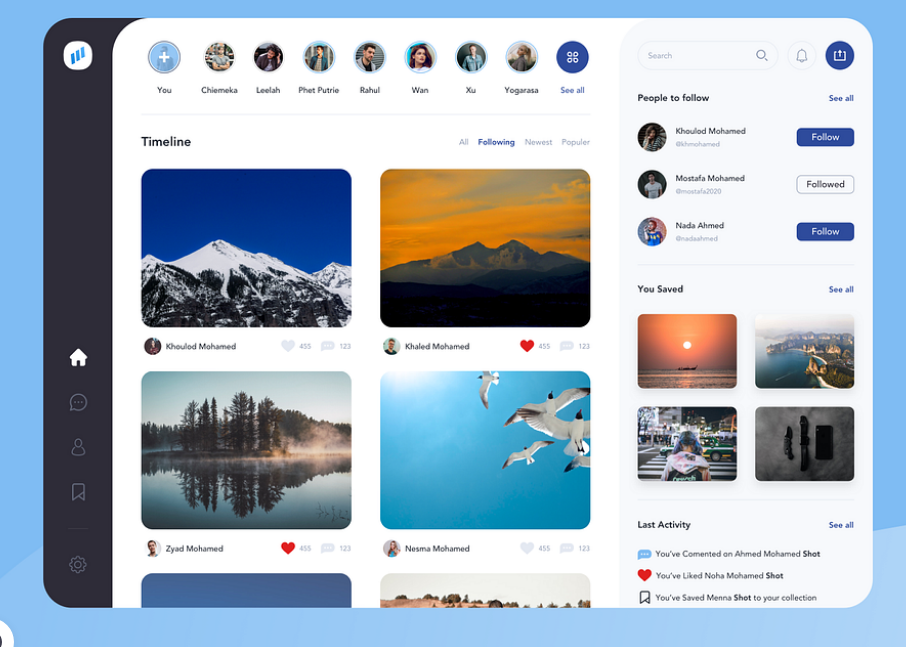 You
Chiemeka
Leelah
Phet Putrie
Rahul
Wan
Xu
Yogarasa
See all
Timeline
All
Following
Newest
Populer
Khoulod Mohamed
455
123
Khaled Mohamed
455
123
Zyad Mohamed
455
123
Nesma Mohamed
455
123
Search
People to follow
See all
Khoulod Mohamed
@khmohamed
Follow
Mostafa Mohamed
@mostafa2020
Followed
Nada Ahmed
@nadaahmed
Follow
You Saved
See all
Last Activity
See all
You've Comented on Ahmed Mohamed Shot
You've Liked Noha Mohamed Shot
You've Saved Menna Shot to your collection